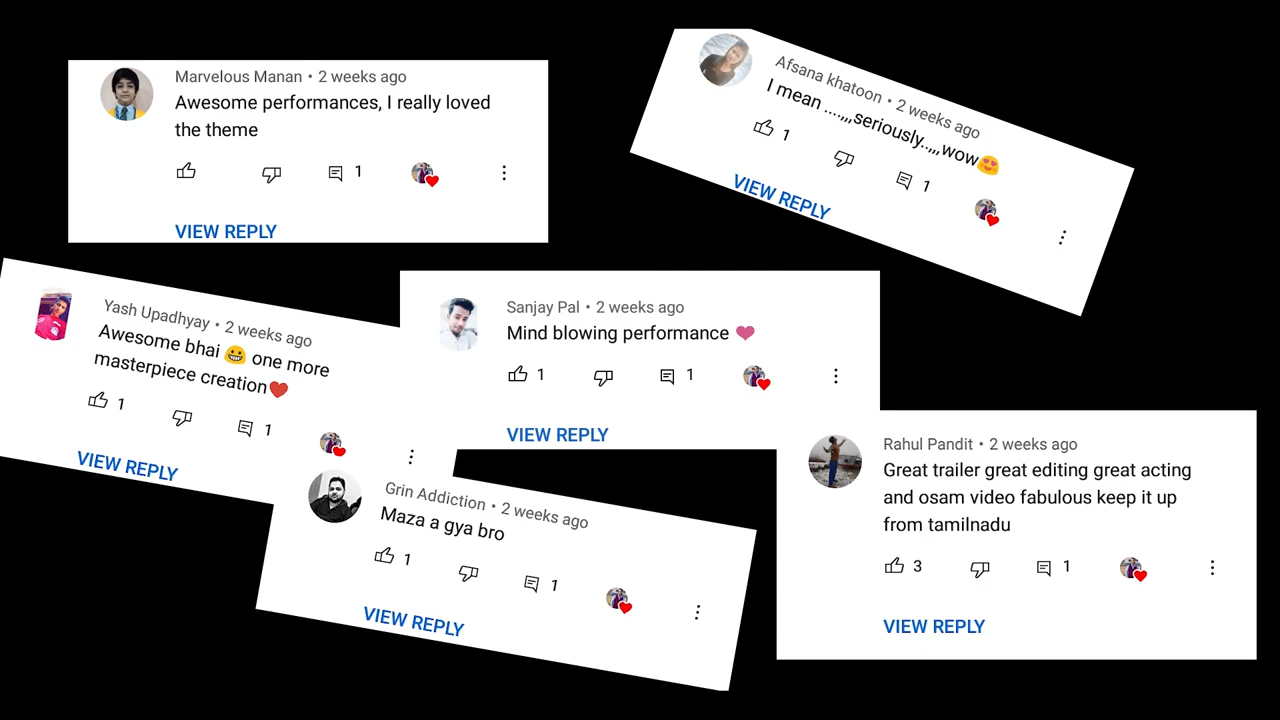 Marvelous Manan • 2 weeks ago
Awesome performances, I really loved
the theme
1
VIEW REPLY
Afsana khatoon • 2 weeks ago
I mean ....,,,seriously..,,,wow😍
1
1
VIEW REPLY
Yash Upadhyay • 2 weeks ago
Awesome bhai 😀 one more
masterpiece creation❤️
1
1
VIEW REPLY
Sanjay Pal • 2 weeks ago
Mind blowing performance ❤️
1
1
VIEW REPLY
Grin Addiction • 2 weeks ago
Maza a gya bro
1
1
VIEW REPLY
Rahul Pandit • 2 weeks ago
Great trailer great editing great acting
and osam video fabulous keep it up
from tamilnadu
3
1
VIEW REPLY